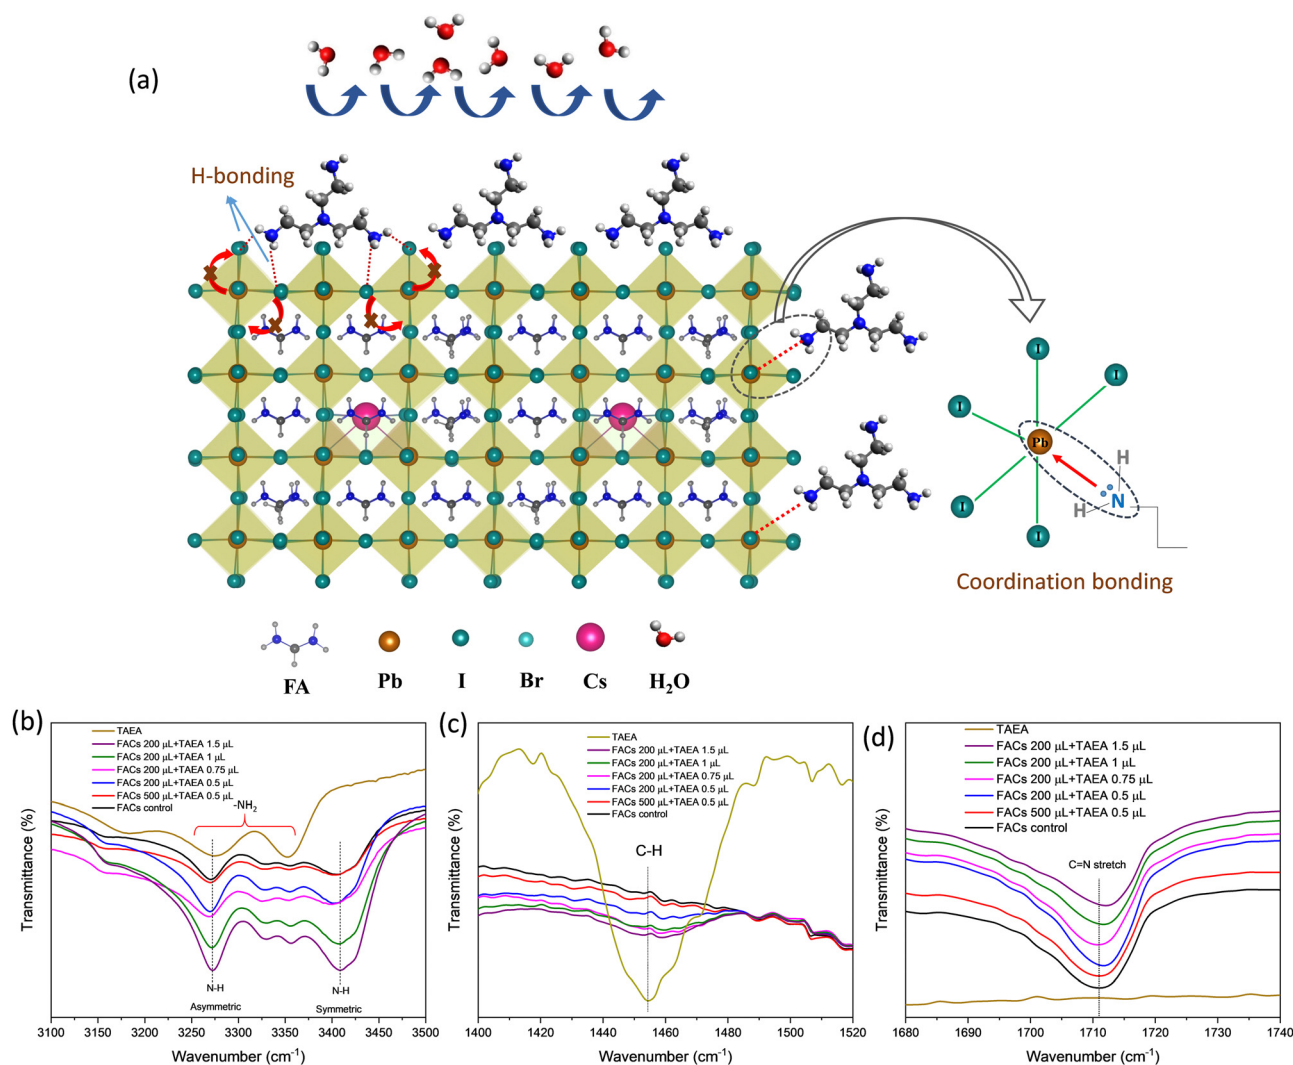 (a)
H-bonding
I
I
I
Pb
H
N
I
H
I
Coordination bonding
FA
Pb
I
Br
Cs
H₂O
(b)
TAEA
FACs 200 µL+TAEA 1.5 µL
FACs 200 µL+TAEA 1 µL
FACs 200 µL+TAEA 0.75 µL
FACs 200 µL+TAEA 0.5 µL
FACs 500 µL+TAEA 0.5 µL
FACs control
-NH₂
N-H
Asymmetric
N-H
Symmetric
Transmittance (%)
3100 3150 3200 3250 3300 3350 3400 3450 3500
Wavenumber (cm⁻¹)
(c)
TAEA
FACs 200 µL+TAEA 1.5 µL
FACs 200 µL+TAEA 1 µL
FACs 200 µL+TAEA 0.75 µL
FACs 200 µL+TAEA 0.5 µL
FACs 500 µL+TAEA 0.5 µL
FACs control
C-H
Transmittance (%)
1400 1420 1440 1460 1480 1500 1520
Wavenumber (cm⁻¹)
(d)
TAEA
FACs 200 µL+TAEA 1.5 µL
FACs 200 µL+TAEA 1 µL
FACs 200 µL+TAEA 0.75 µL
FACs 200 µL+TAEA 0.5 µL
FACs 500 µL+TAEA 0.5 µL
FACs control
C=N stretch
Transmittance (%)
1680 1690 1700 1710 1720 1730 1740
Wavenumber (cm⁻¹)